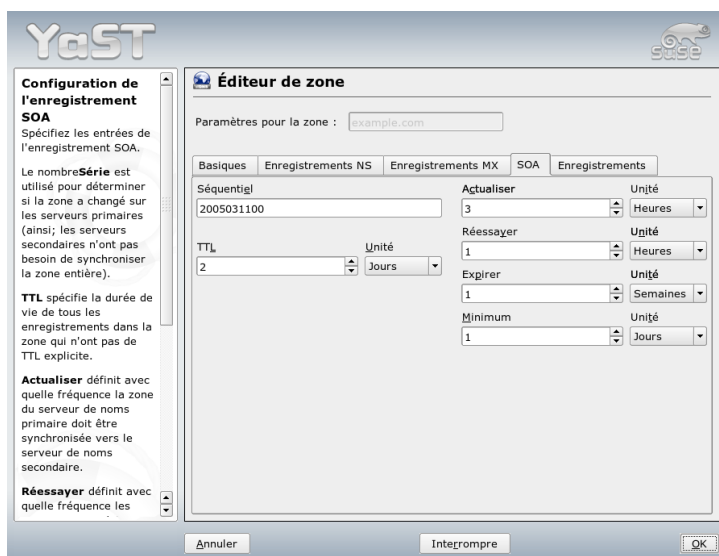 YaST
SUSE
Configuration de
l'enregistrement
SOA
Spécifiez les entrées de
l'enregistrement SOA.
Le nombreSérie est
utilisé pour déterminer
si la zone a changé sur
les serveurs primaires
(ainsi; les serveurs
secondaires n'ont pas
besoin de synchroniser
la zone entière).
TTL spécifie la durée de
vie de tous les
enregistrements dans la
zone qui n'ont pas de
TTL explicite.
Actualiser définit avec
quelle fréquence la zone
du serveur de noms
primaire doit être
synchronisée vers le
serveur de noms
secondaire.
Réessayer définit avec
quelle fréquence les
Éditeur de zone
Paramètres pour la zone : example.com
Basiques Enregistrements NS Enregistrements MX SOA Enregistrements
Séquentiel
2005031100
TTL Unité
2 Jours
Actualiser Unité
3 Heures
Réessayer Unité
1 Heures
Expirer Unité
1 Semaines
Minimum Unité
1 Jours
Annuler Interrompre OK